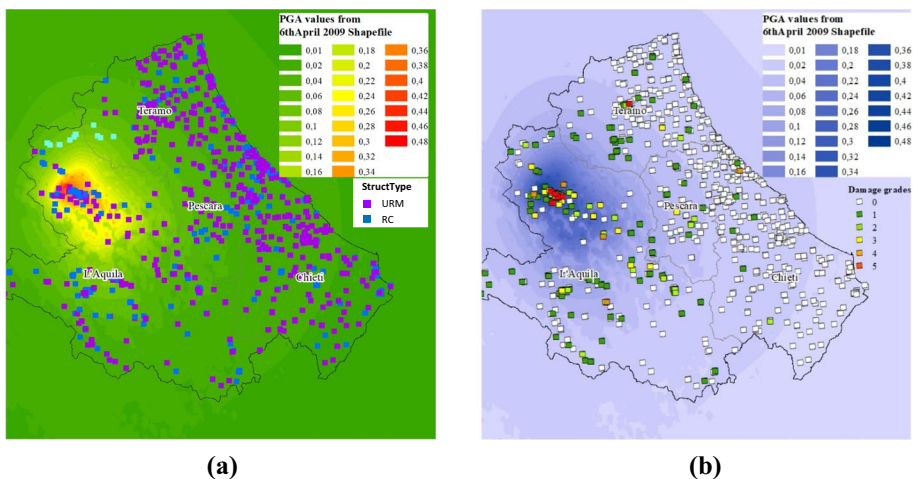 PGA values from
6thApril 2009 Shapefile
0,01 0,18 0,36
0,02 0,2 0,38
0,04 0,22 0,4
0,06 0,24 0,42
0,08 0,26 0,44
0,1 0,28 0,46
0,12 0,3 0,48
0,14 0,32
0,16 0,34
StructType
URM
RC
Teramo
Pescara
L'Aquila
Chieti
(a)
PGA values from
6thApril 2009 Shapefile
0,01 0,18 0,36
0,02 0,2 0,38
0,04 0,22 0,4
0,06 0,24 0,42
0,08 0,26 0,44
0,1 0,28 0,46
0,12 0,3 0,48
0,14 0,32
0,16 0,34
Damage grades
0
1
2
3
4
5
Teramo
Pescara
L'Aquila
Chieti
(b)